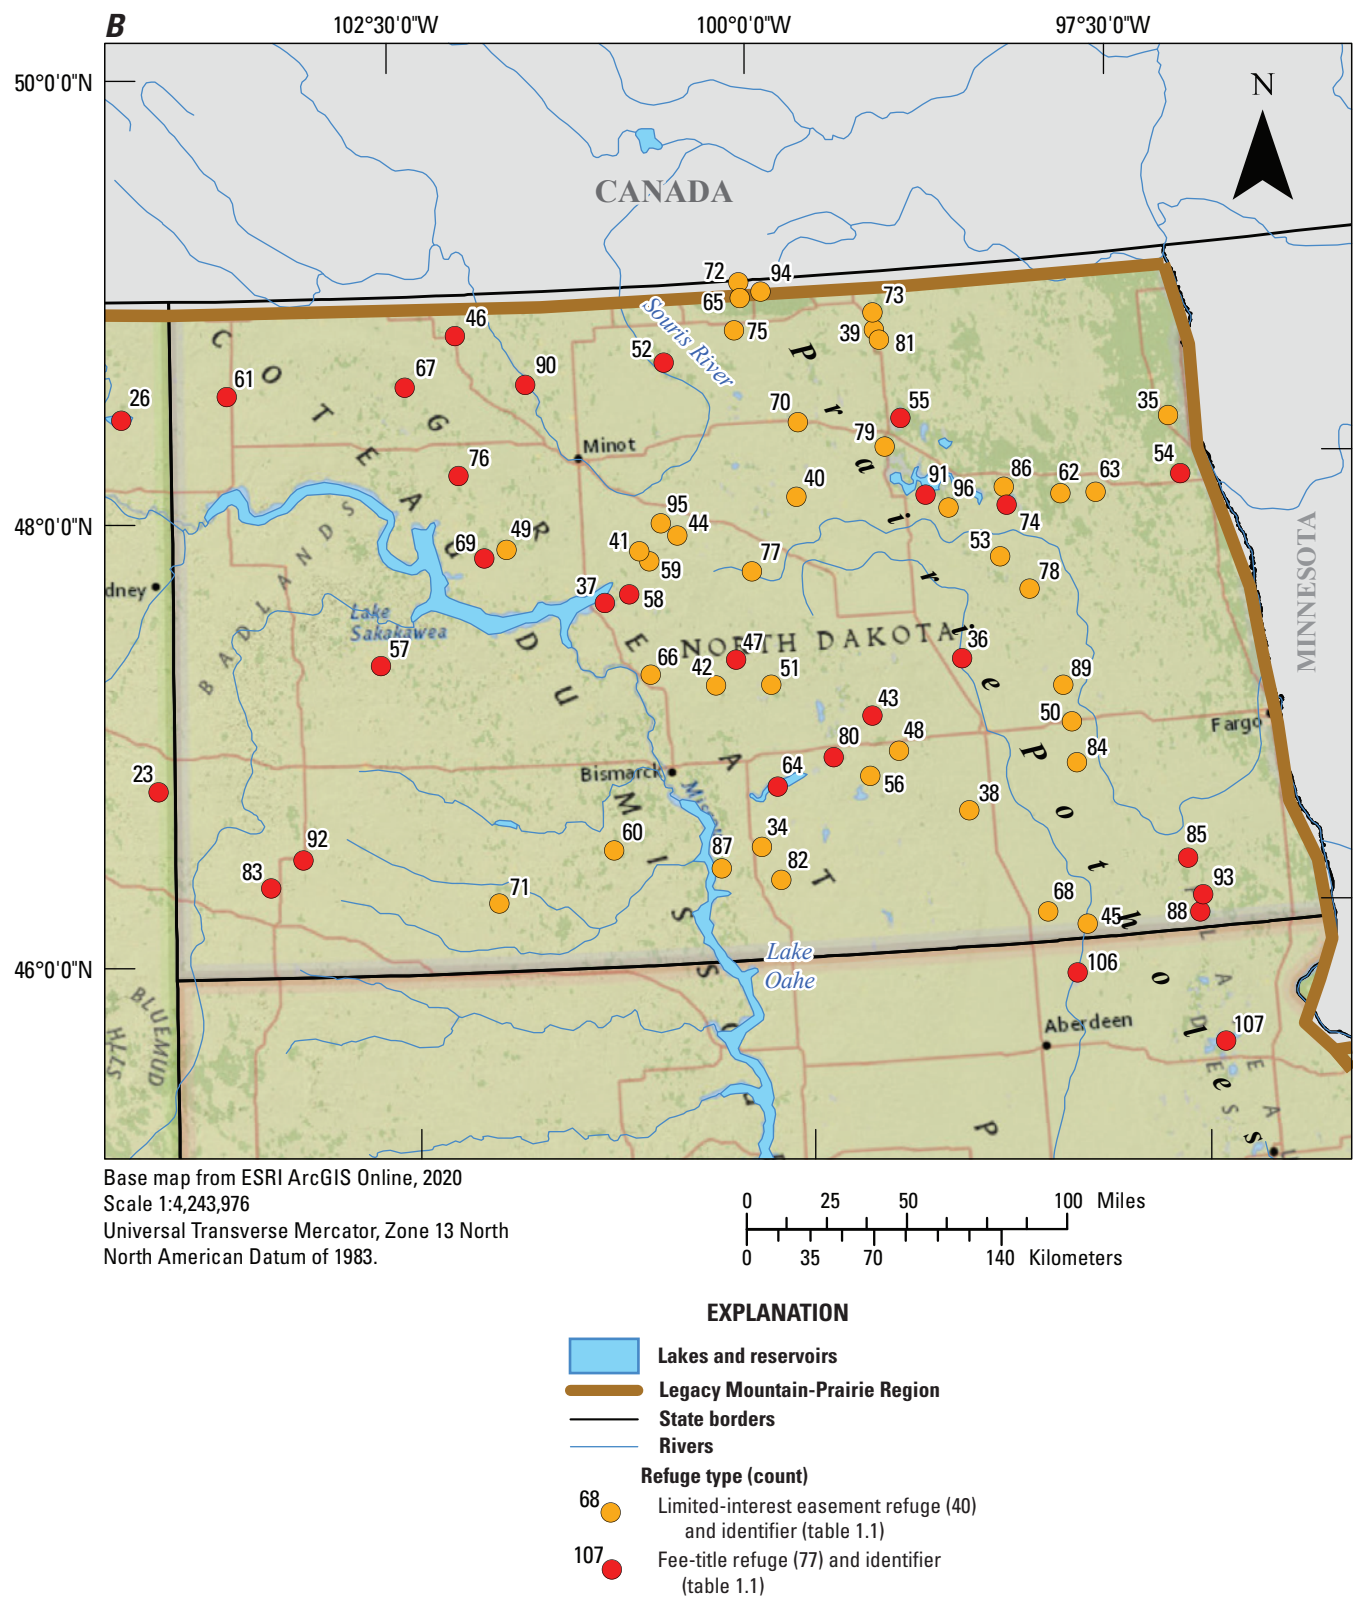 B
102°30'0"W
100°0'0"W
97°30'0"W
50°0'0"N
N
CANADA
72
94
65
73
46
Souris River
75
39
81
52
Prairie Potholes
67
90
61
26
COTEAU DU MISSOURI
55
35
70
G
79
Minot
54
76
91
86
62
63
40
96
48°0'0"N
95
74
44
MINNESOTA
49
R
41
53
69
BADLANDS
77
59
78
37
58
dney
Lake
Sakakawea
E
NORTH DAKOTA
36
47
57
66
42
51
89
43
50
Fargo
48
80
84
A
Bismarck
64
23
56
Misso
38
60
34
85
92
87
82
T
83
93
71
68
45
88
46°0'0"N
Lake
Oahe
106
BLUEMUD
HZTS
Aberdeen
107
P
Base map from ESRI ArcGIS Online, 2020
Scale 1:4,243,976
Universal Transverse Mercator, Zone 13 North
North American Datum of 1983.
0 25 50 100 Miles
0 35 70 140 Kilometers
EXPLANATION
Lakes and reservoirs
Legacy Mountain-Prairie Region
State borders
Rivers
Refuge type (count)
68 Limited-interest easement refuge (40)
and identifier (table 1.1)
107 Fee-title refuge (77) and identifier
(table 1.1)